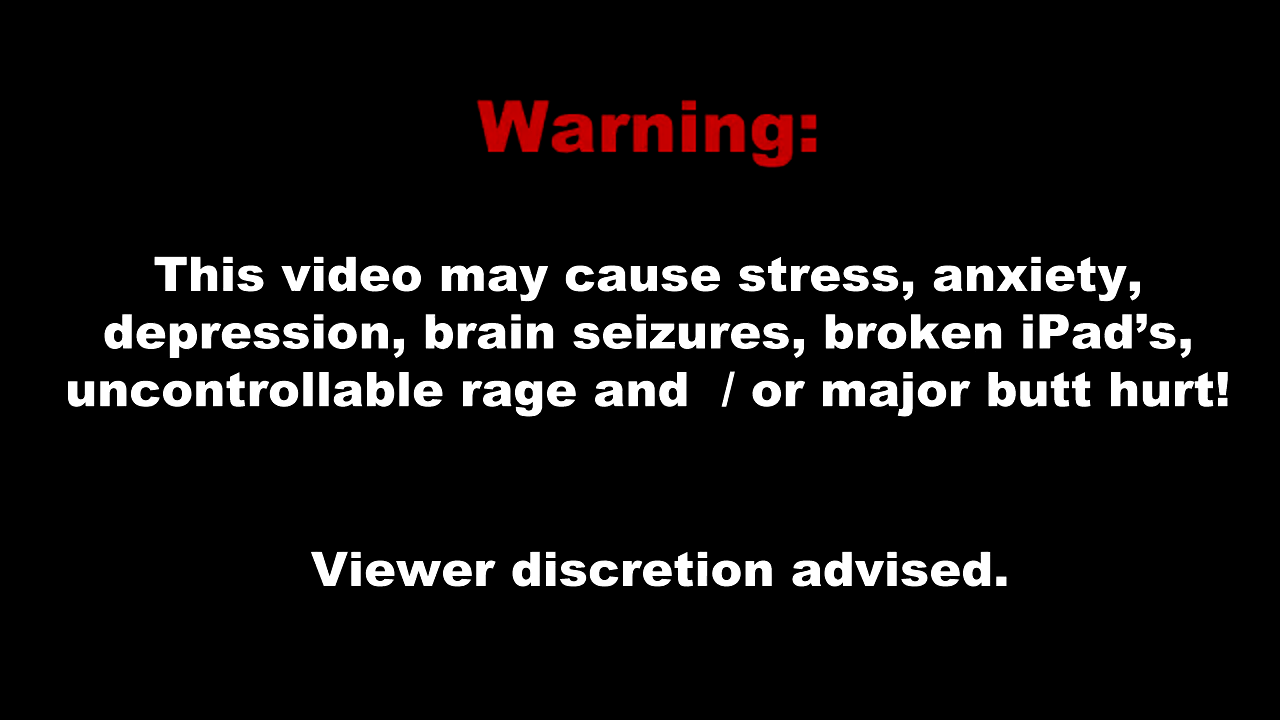 Warning:
This video may cause stress, anxiety,
depression, brain seizures, broken iPad’s,
uncontrollable rage and  / or major butt hurt!
Viewer discretion advised.